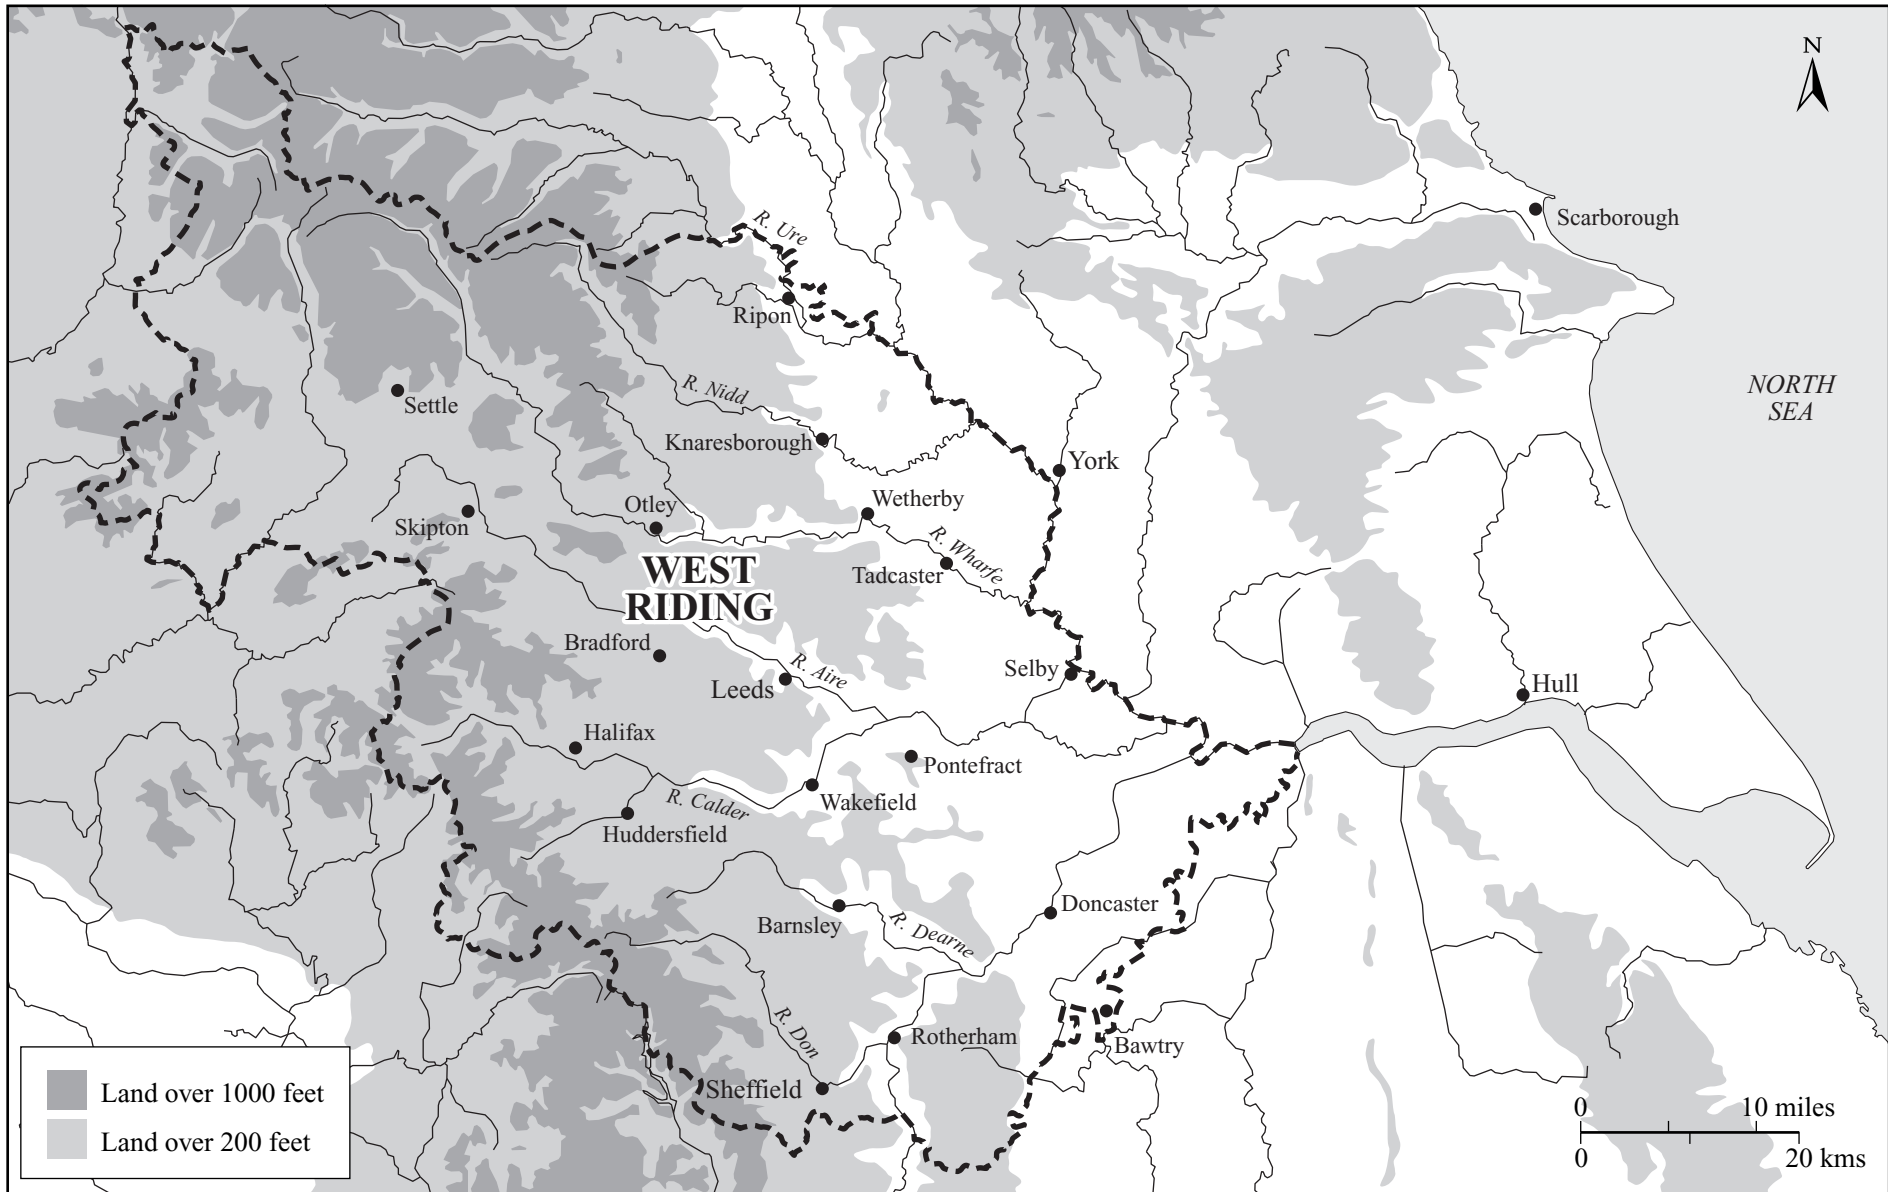 N
Scarborough
R. Ure
Ripon
NORTH
SEA
R. Nidd
Settle
Knaresborough
York
Wetherby
Otley
Skipton
R. Wharfe
WEST
RIDING
Tadcaster
Bradford
R. Aire
Selby
Leeds
Hull
Halifax
Pontefract
R. Calder
Wakefield
Huddersfield
Doncaster
Barnsley
R. Dearne
R. Don
Rotherham
Bawtry
Sheffield
Land over 1000 feet
Land over 200 feet
0 10 miles
0 20 kms